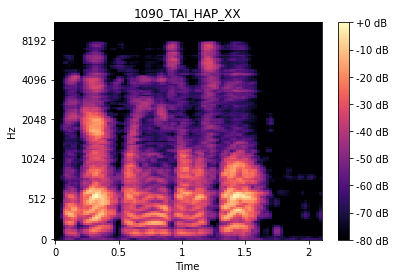 1090_TAI_HAP_XX
+0 dB
8192
-10 dB
4096
-20 dB
-30 dB
2048
Hz
-40 dB
1024
-50 dB
512
-60 dB
-70 dB
0
-80 dB
0
0.5
1
1.5
2
Time